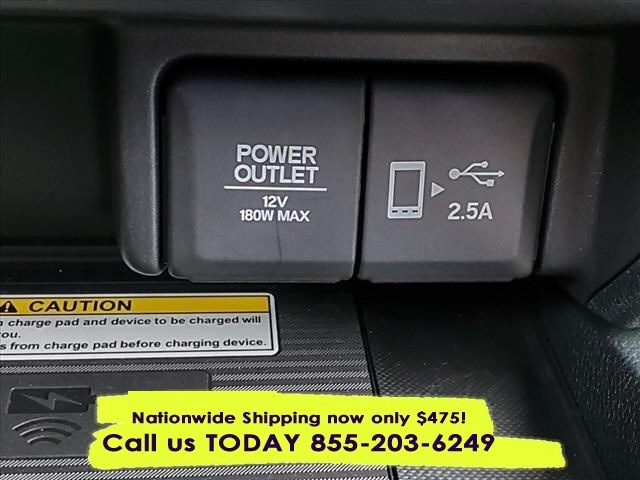 POWER
OUTLET
12V
180W MAX
2.5A
CAUTION
charge pad and device to be charged will
you.
from charge pad before charging device.
Nationwide Shipping now only $475!
Call us TODAY 855-203-6249